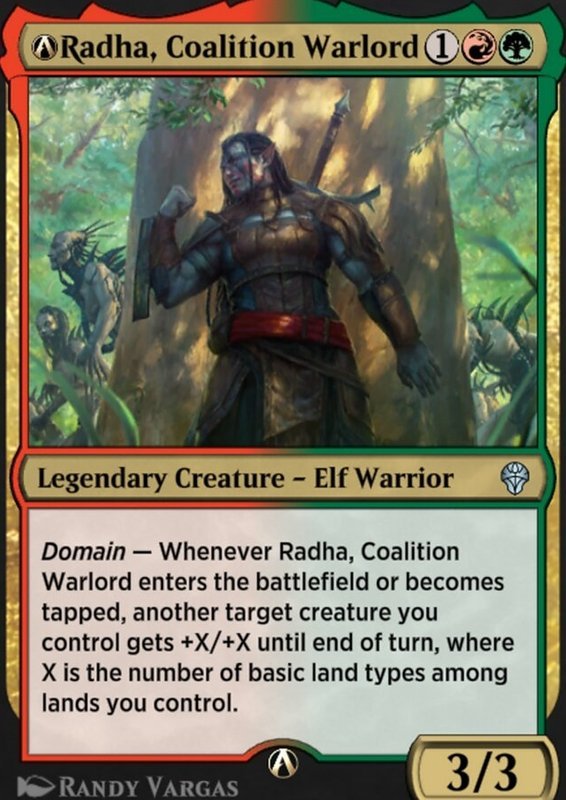 Radha, Coalition Warlord 1
Legendary Creature – Elf Warrior
Domain — Whenever Radha, Coalition
Warlord enters the battlefield or becomes
tapped, another target creature you
control gets +X/+X until end of turn, where
X is the number of basic land types among
lands you control.
3/3
RANDY VARGAS